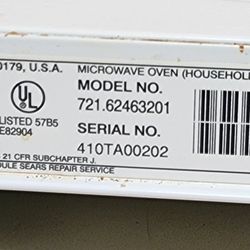 0179, U.S.A. MICROWAVE OVEN (HOUSEHOL
MODEL NO.
UL 721.62463201
LISTED 57B5 SERIAL NO.
E82904 410TA00202
21 CFR SUBCHAPTER J.
DULE SEARS REPAIR SERVICE